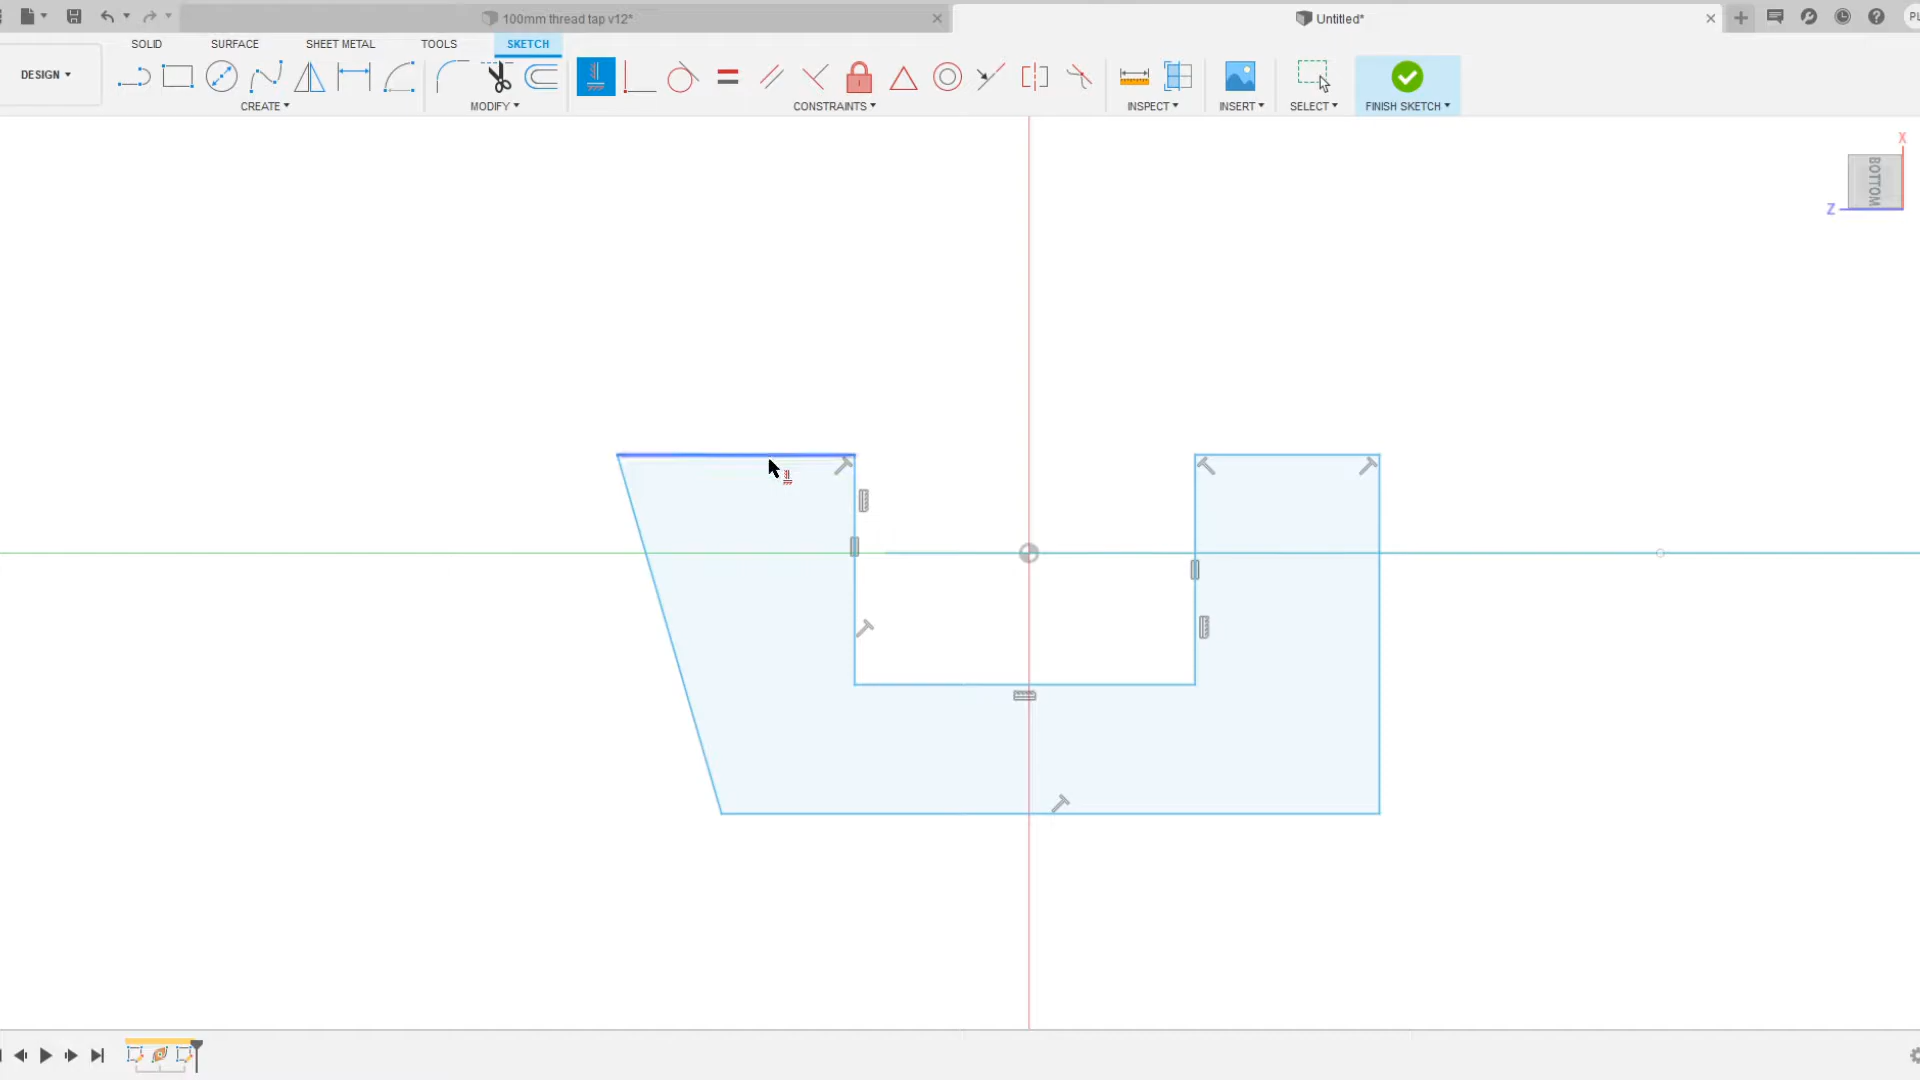 100mm thread tap v12*
Untitled*
SOLID SURFACE SHEET METAL TOOLS SKETCH
DESIGN
CREATE MODIFY CONSTRAINTS INSPECT INSERT SELECT FINISH SKETCH
X
BOTTOM
Z